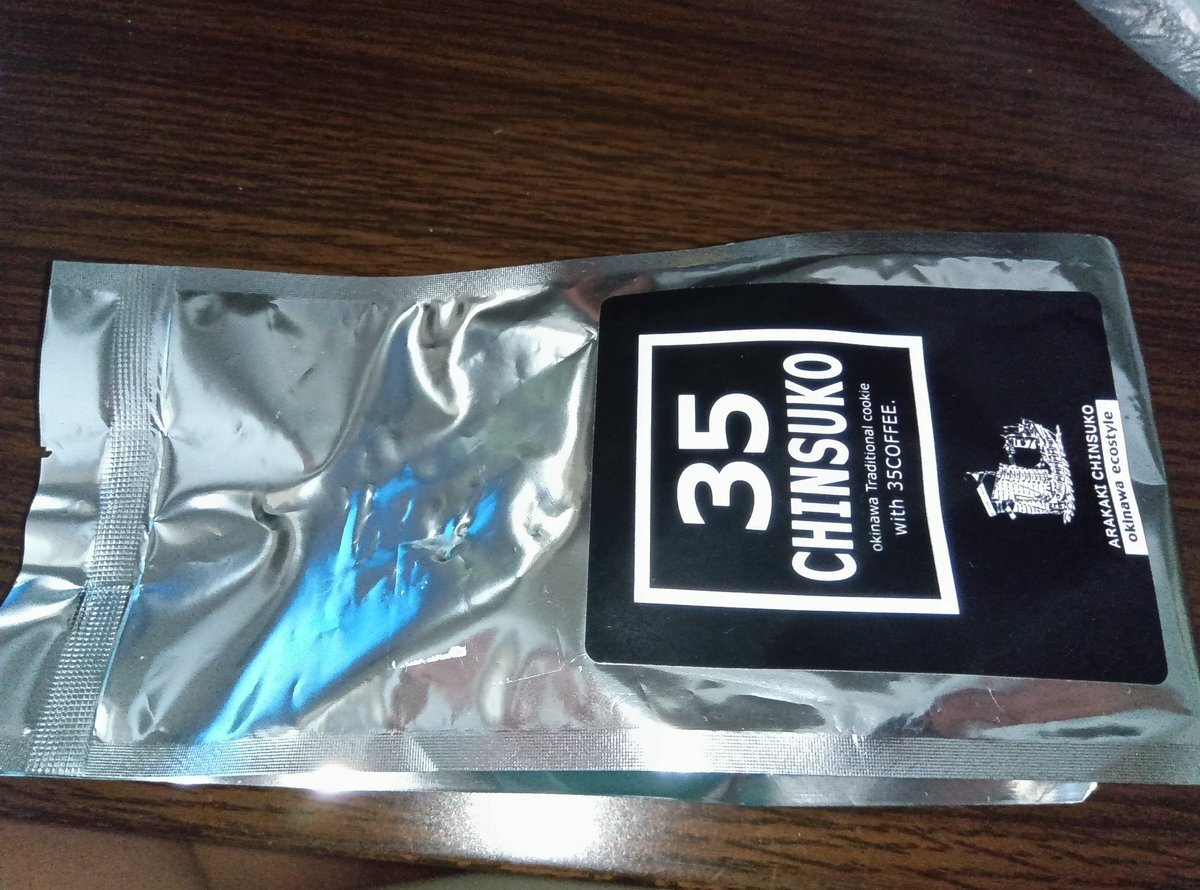 35
CHINSUKO
okinawa Traditional cookie
with 35COFFEE.
ARAKAKI CHINSUKO
okinawa ecostyle